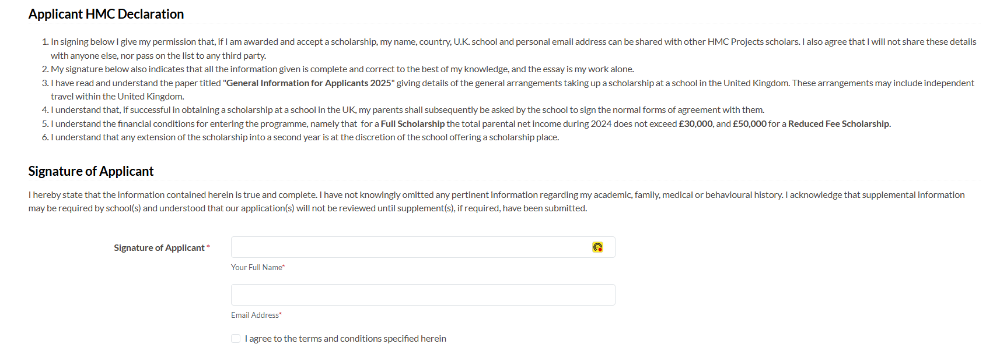 Applicant HMC Declaration
1. In signing below I give my permission that, if I am awarded and accept a scholarship, my name, country, U.K. school and personal email address can be shared with other HMC Projects scholars. I also agree that I will not share these details
with anyone else, nor pass on the list to any third party.
2. My signature below also indicates that all the information given is complete and correct to the best of my knowledge, and the essay is my work alone.
3. I have read and understand the paper titled "General Information for Applicants 2025" giving details of the general arrangements taking up a scholarship at a school in the United Kingdom. These arrangements may include independent
travel within the United Kingdom.
4. I understand that, if successful in obtaining a scholarship at a school in the UK, my parents shall subsequently be asked by the school to sign the normal forms of agreement with them.
5. I understand the financial conditions for entering the programme, namely that for a Full Scholarship the total parental net income during 2024 does not exceed £30,000, and £50,000 for a Reduced Fee Scholarship.
6. I understand that any extension of the scholarship into a second year is at the discretion of the school offering a scholarship place.
Signature of Applicant
I hereby state that the information contained herein is true and complete. I have not knowingly omitted any pertinent information regarding my academic, family, medical or behavioural history. I acknowledge that supplemental information
may be required by school(s) and understood that our application(s) will not be reviewed until supplement(s), if required, have been submitted.
Signature of Applicant *
Your Full Name*
Email Address*
I agree to the terms and conditions specified herein